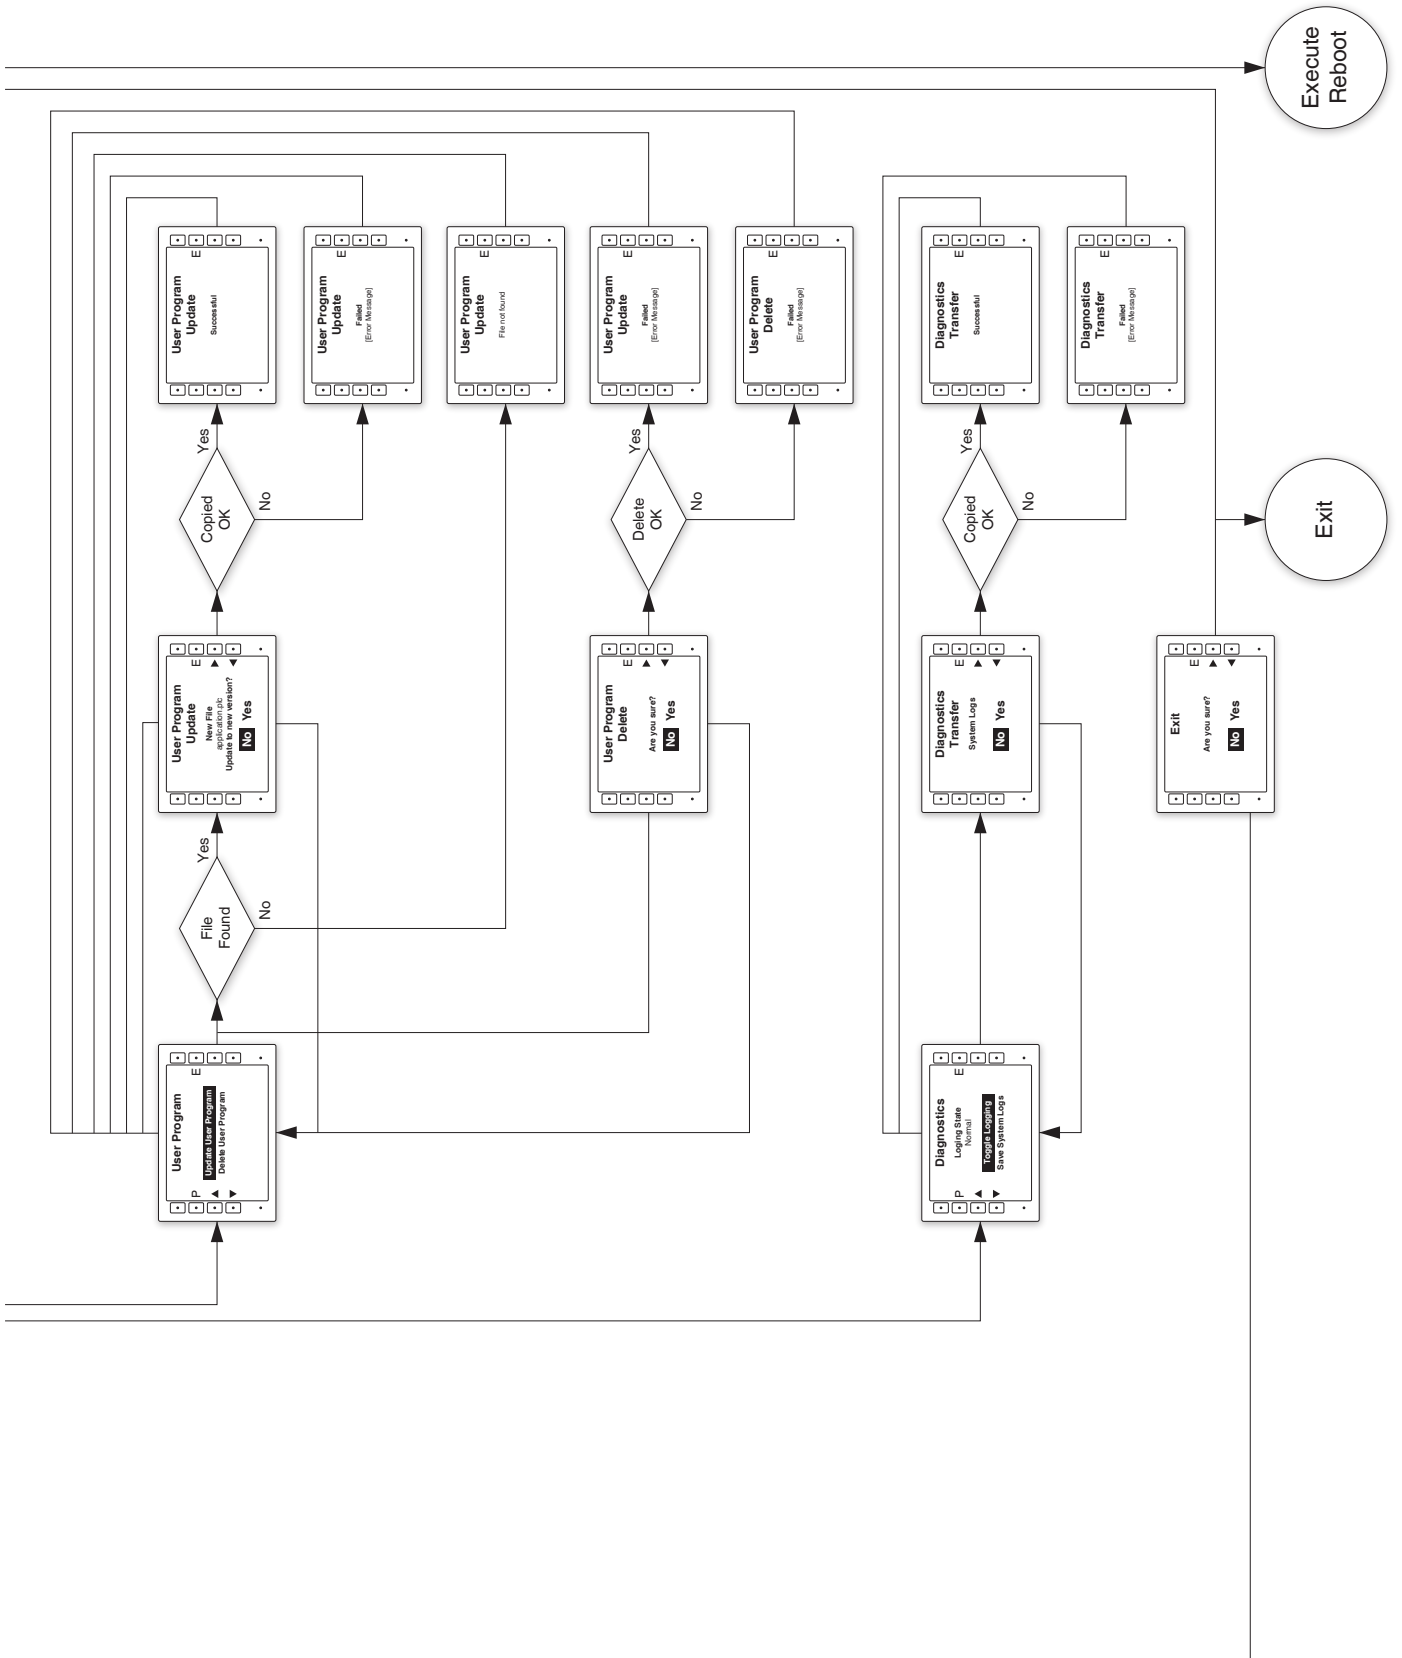 User Program
P
E
Update User Program
Delete User Program
File
Found
Yes
No
User Program
Update
E
New File
application.plc
Update to new version?
No Yes
Copied
OK
Yes
No
User Program
Update
E
Successful
User Program
Update
E
Failed
[Error Message]
User Program
Update
E
File not found
User Program
Delete
E
Are you sure?
No Yes
Delete
OK
Yes
No
User Program
Update
E
Failed
[Error Message]
User Program
Delete
E
Failed
[Error Message]
Diagnostics
P
E
Loging State
Normal
Toggle Logging
Save System Logs
Diagnostics
Transfer
E
System Logs
No Yes
Copied
OK
Yes
No
Diagnostics
Transfer
E
Successful
Diagnostics
Transfer
E
Failed
[Error Message]
Exit
E
Are you sure?
No Yes
Exit
Execute
Reboot